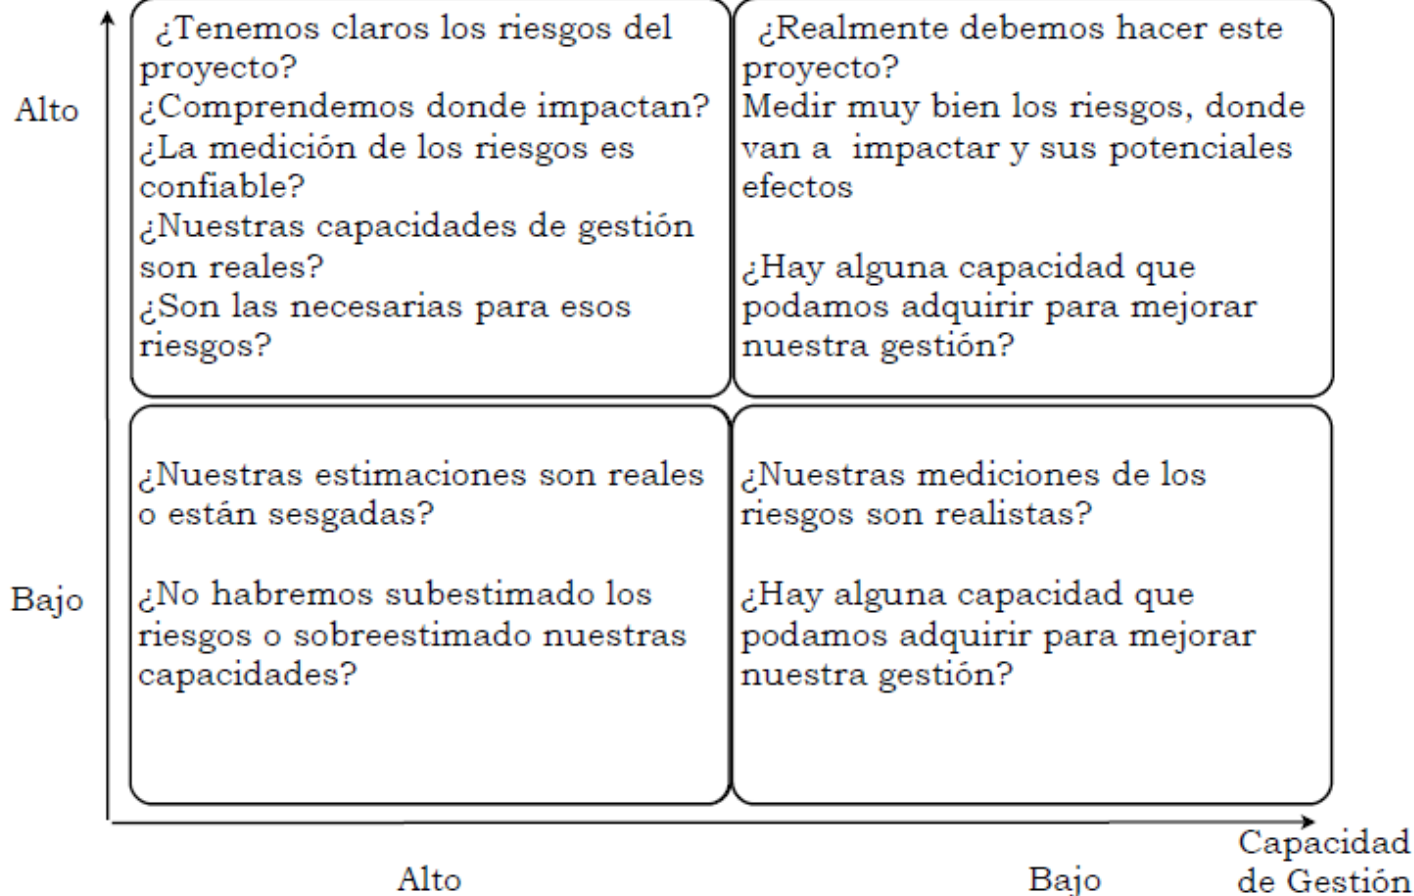 ¿Tenemos claros los riesgos del
proyecto?
¿Comprendemos donde impactan?
¿La medición de los riesgos es
confiable?
¿Nuestras capacidades de gestión
son reales?
¿Son las necesarias para esos
riesgos?
¿Realmente debemos hacer este
proyecto?
Medir muy bien los riesgos, donde
van a impactar y sus potenciales
efectos
¿Hay alguna capacidad que
podamos adquirir para mejorar
nuestra gestión?
Alto
¿Nuestras estimaciones son reales
o están sesgadas?
¿No habremos subestimado los
riesgos o sobreestimado nuestras
capacidades?
¿Nuestras mediciones de los
riesgos son realistas?
¿Hay alguna capacidad que
podamos adquirir para mejorar
nuestra gestión?
Bajo
Alto
Bajo
Capacidad
de Gestión